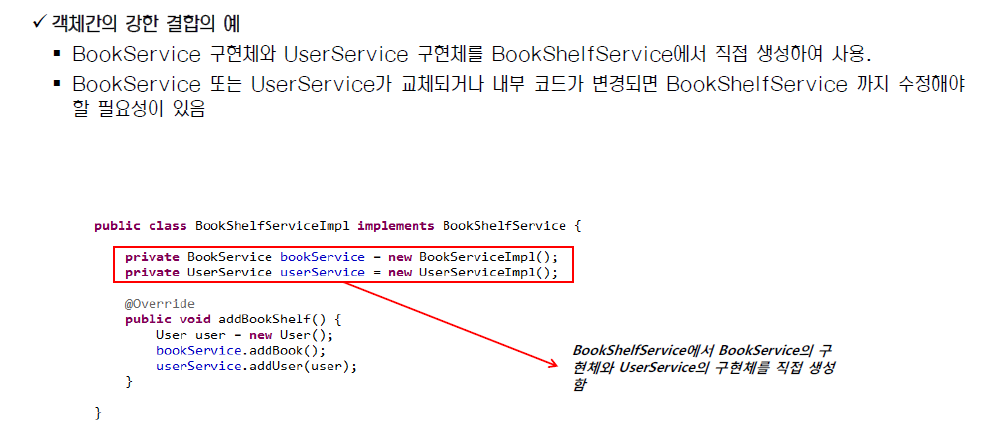 ✓ 객체간의 강한 결합의 예
▪ BookService 구현체와 UserService 구현체를 BookShelfService에서 직접 생성하여 사용.
▪ BookService 또는 UserService가 교체되거나 내부 코드가 변경되면 BookShelfService 까지 수정해야
할 필요성이 있음
public class BookShelfServiceImpl implements BookShelfService {
private BookService bookService = new BookServiceImpl();
private UserService userService = new UserServiceImpl();
@Override
public void addBookShelf() {
User user = new User();
bookService.addBook();
userService.addUser(user);
}
}
BookShelfService에서 BookService의 구
현체와 UserService의 구현체를 직접 생성
함